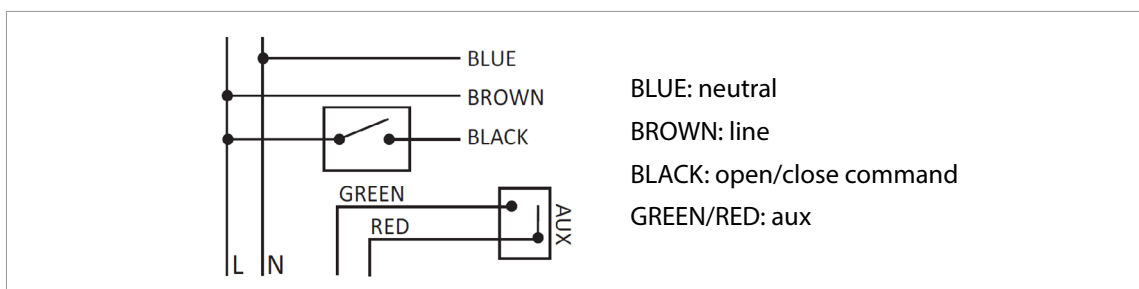 BLUE
BROWN
BLACK
GREEN
RED
AUX
L N
BLUE: neutral
BROWN: line
BLACK: open/close command
GREEN/RED: aux